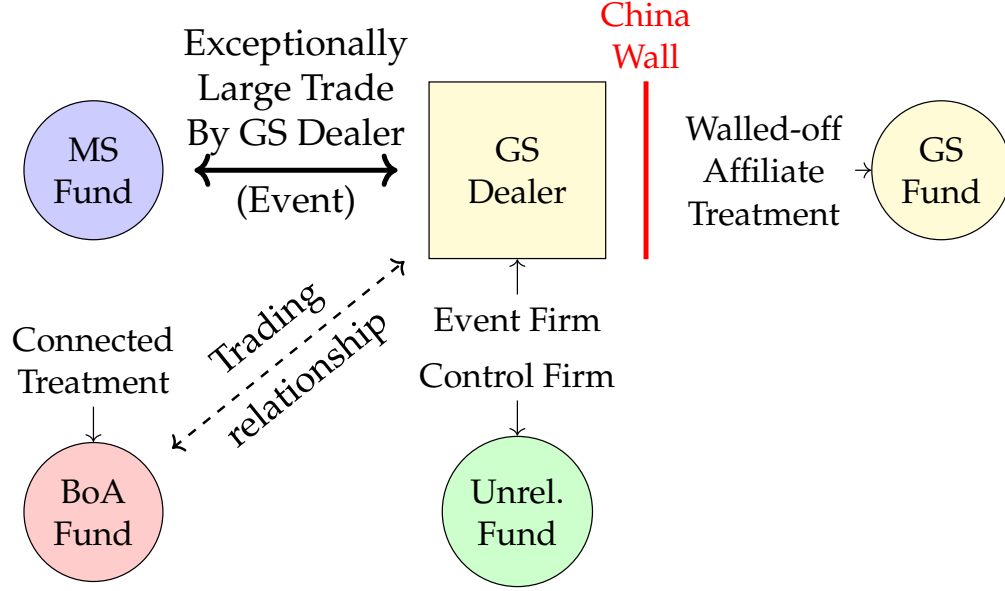 China
Wall
Exceptionally
Large Trade
By GS Dealer
(Event)
MS
Fund
GS
Dealer
Walled-off
Affiliate
Treatment
GS
Fund
Trading
relationship
Event Firm
Control Firm
Connected
Treatment
BoA
Fund
Unrel.
Fund